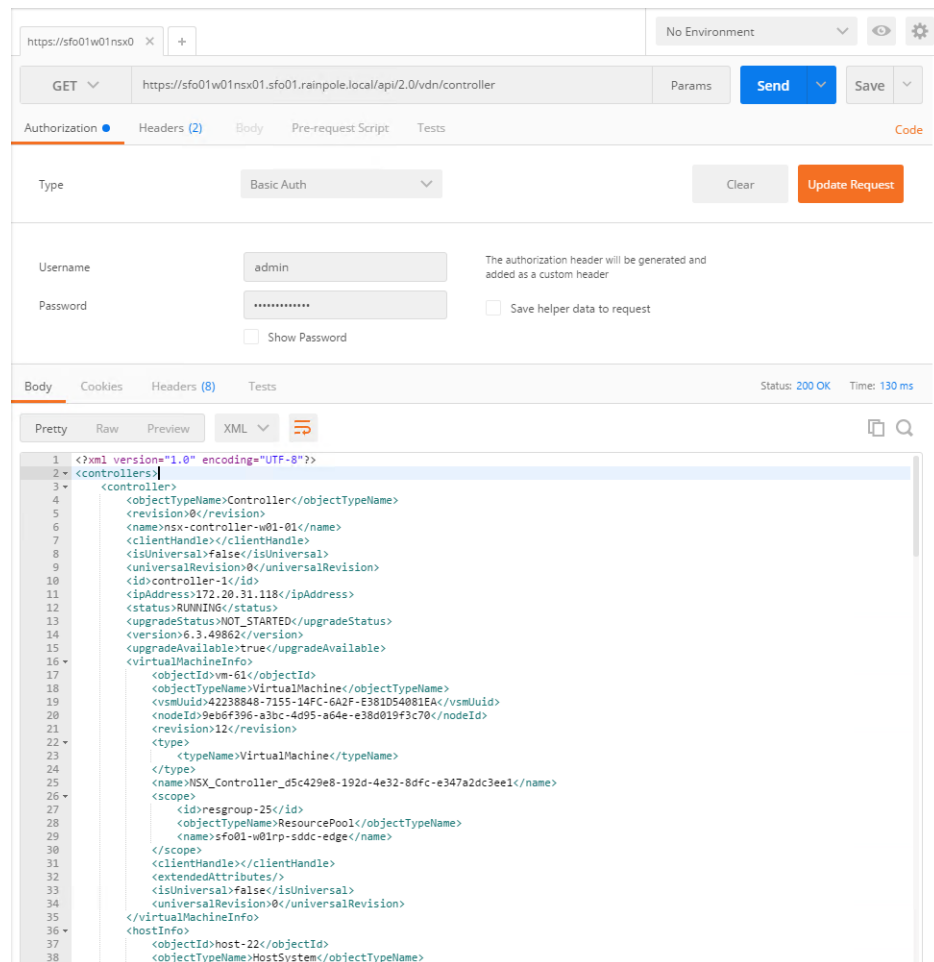 https://sfo01w01nsx0 × +
No Environment
GET https://sfo01w01nsx01.sfo01.rainpole.local/api/2.0/vdn/controller Params Send Save
Authorization Headers (2) Body Pre-request Script Tests Code
Type Basic Auth Clear Update Request
Username admin
The authorization header will be generated and
added as a custom header
Password •••••••••••••
Save helper data to request
Show Password
Body Cookies Headers (8) Tests Status: 200 OK Time: 130 ms
Pretty Raw Preview XML
1 <?xml version="1.0" encoding="UTF-8"?>
2 <controllers>
3 <controller>
4 <objectTypeName>Controller</objectTypeName>
5 <revision>0</revision>
6 <name>nsx-controller-w01-01</name>
7 <clientHandle></clientHandle>
8 <isUniversal>false</isUniversal>
9 <universalRevision>0</universalRevision>
10 <id>controller-1</id>
11 <ipAddress>172.20.31.118</ipAddress>
12 <status>RUNNING</status>
13 <upgradeStatus>NOT_STARTED</upgradeStatus>
14 <version>6.3.49862</version>
15 <upgradeAvailable>true</upgradeAvailable>
16 <virtualMachineInfo>
17 <objectId>vm-61</objectId>
18 <objectTypeName>VirtualMachine</objectTypeName>
19 <vsmUuid>42238848-7155-14FC-6A2F-E381D54081EA</vsmUuid>
20 <nodeId>9eb6f396-a3bc-4d95-a64e-e38d019f3c70</nodeId>
21 <revision>12</revision>
22 <type>
23 <typeName>VirtualMachine</typeName>
24 </type>
25 <name>NSX_Controller_d5c429e8-192d-4e32-8dfc-e347a2dc3ee1</name>
26 <scope>
27 <id>resgroup-25</id>
28 <objectTypeName>ResourcePool</objectTypeName>
29 <name>sfo01-w01rp-sddc-edge</name>
30 </scope>
31 <clientHandle></clientHandle>
32 <extendedAttributes/>
33 <isUniversal>false</isUniversal>
34 <universalRevision>0</universalRevision>
35 </virtualMachineInfo>
36 <hostInfo>
37 <objectId>host-22</objectId>
38 <objectTypeName>HostSystem</objectTypeName>